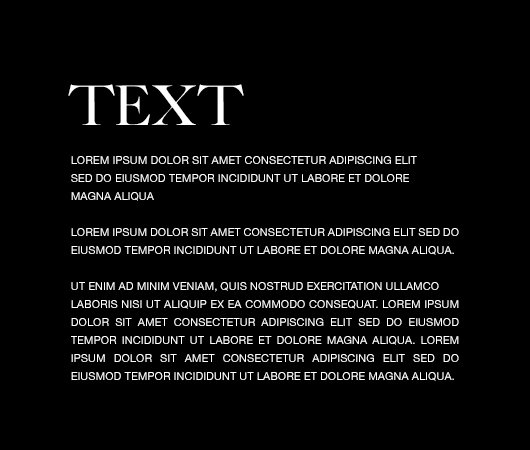 TEXT
LOREM IPSUM DOLOR SIT AMET CONSECTETUR ADIPISCING ELIT
SED DO EIUSMOD TEMPOR INCIDIDUNT UT LABORE ET DOLORE
MAGNA ALIQUA
LOREM IPSUM DOLOR SIT AMET CONSECTETUR ADIPISCING ELIT SED DO
EIUSMOD TEMPOR INCIDIDUNT UT LABORE ET DOLORE MAGNA ALIQUA.
UT ENIM AD MINIM VENIAM, QUIS NOSTRUD EXERCITATION ULLAMCO
LABORIS NISI UT ALIQUIP EX EA COMMODO CONSEQUAT. LOREM IPSUM
DOLOR SIT AMET CONSECTETUR ADIPISCING ELIT SED DO EIUSMOD
TEMPOR INCIDIDUNT UT LABORE ET DOLORE MAGNA ALIQUA. LOREM
IPSUM DOLOR SIT AMET CONSECTETUR ADIPISCING ELIT SED DO
EIUSMOD TEMPOR INCIDIDUNT UT LABORE ET DOLORE MAGNA ALIQUA.